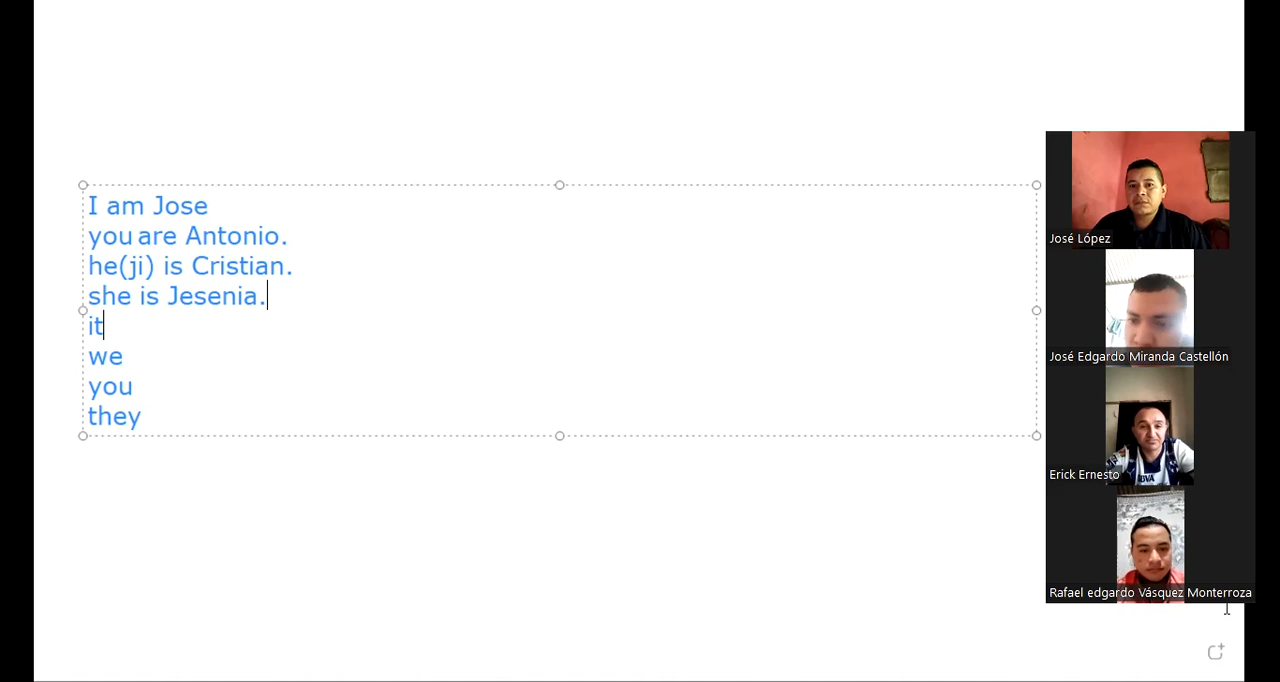 I am Jose
you are Antonio.
he(ji) is Cristian.
she is Jesenia.
it
we
you
they
José López
José Edgardo Miranda Castellón
Erick Ernesto
BVA
Rafael edgardo Vásquez Monterroza